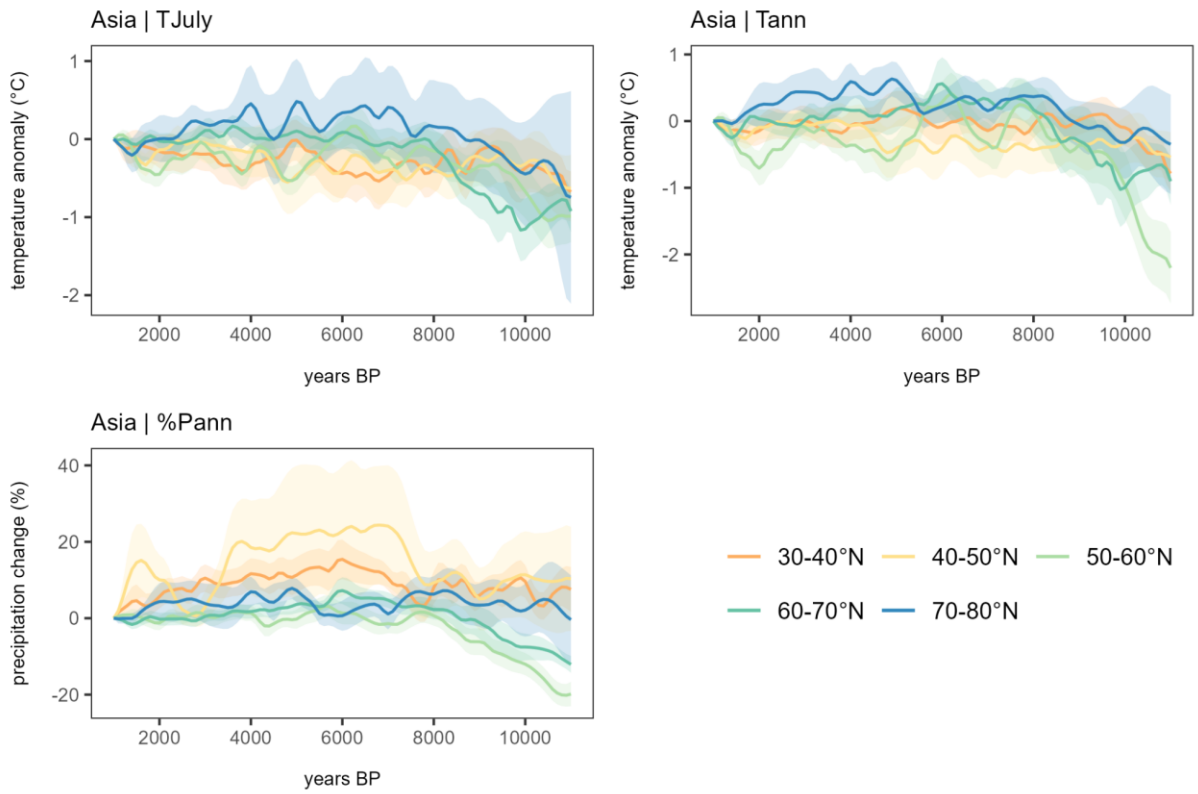 Asia | TJuly
temperature anomaly (°C)
1
0
-1
-2
2000 4000 6000 8000 10000
years BP
Asia | Tann
temperature anomaly (°C)
1
0
-1
-2
2000 4000 6000 8000 10000
years BP
Asia | %Pann
precipitation change (%)
40
20
0
-20
2000 4000 6000 8000 10000
years BP
30-40°N 40-50°N 50-60°N
60-70°N 70-80°N